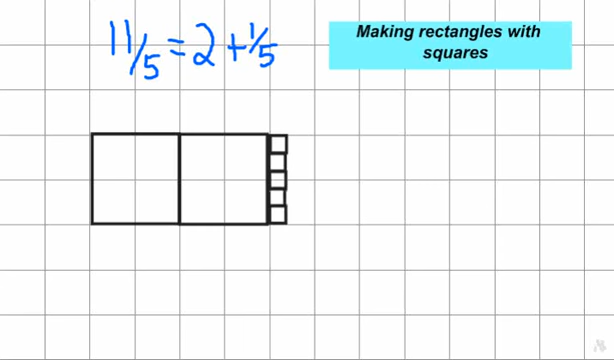 11/5 = 2 + 1/5
Making rectangles with
squares